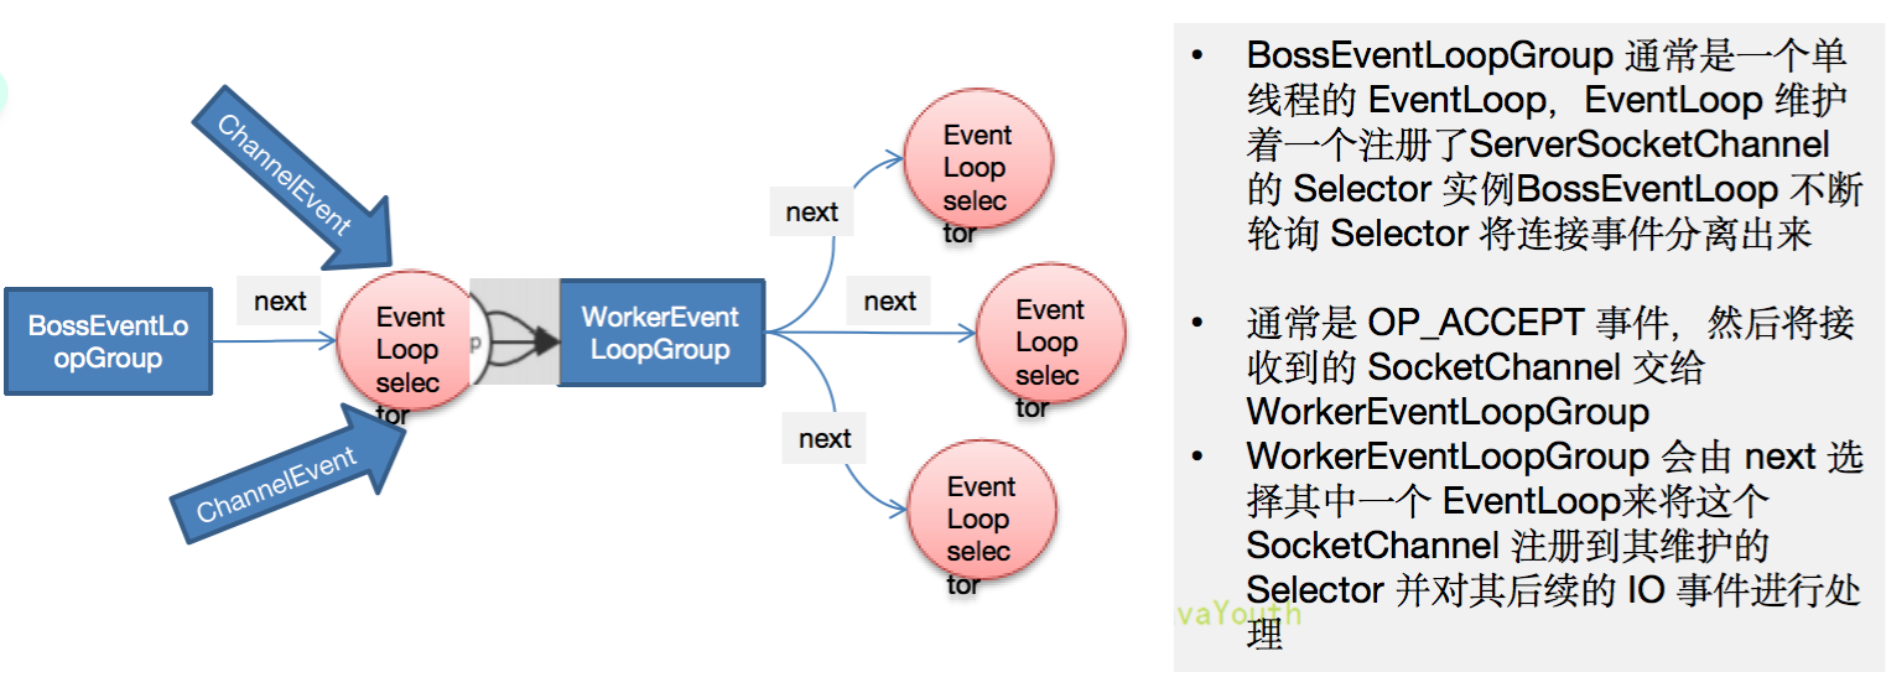 ChannelEvent
BossEventLo
opGroup
next
Event
Loop
selec
tor
p
ChannelEvent
WorkerEvent
LoopGroup
next
Event
Loop
selec
tor
next
Event
Loop
selec
tor
next
Event
Loop
selec
tor
• BossEventLoopGroup 通常是一个单
线程的 EventLoop，EventLoop 维护
着一个注册了ServerSocketChannel
的 Selector 实例BossEventLoop 不断
轮询 Selector 将连接事件分离出来
• 通常是 OP_ACCEPT 事件，然后将接
收到的 SocketChannel 交给
WorkerEventLoopGroup
• WorkerEventLoopGroup 会由 next 选
择其中一个 EventLoop来将这个
SocketChannel 注册到其维护的
Selector 并对其后续的 IO 事件进行处
理
vaYouth